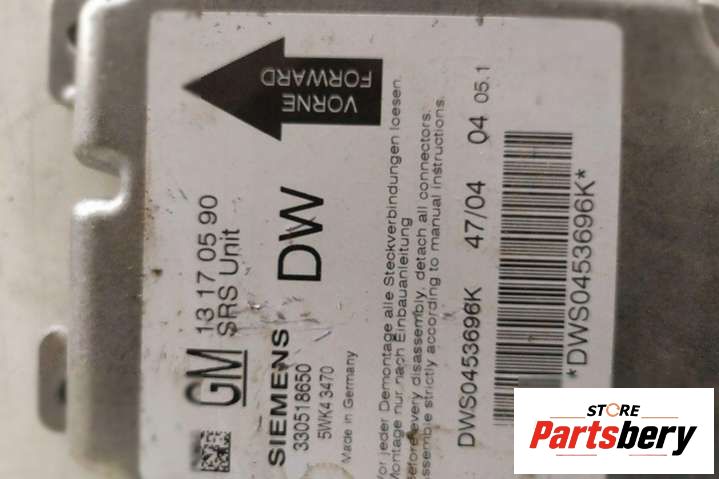 VORNE
FORWARD
GM
13 17 05 90
SRS Unit
SIEMENS
DW
330518650
5WK4 3470
Made in Germany
Vor jeder Demontage alle Steckverbindungen loesen.
Montage nur nach Einbauanleitung
Before every disassembly, detach all connectors.
Assemble strictly according to manual instructions.
DWS0453696K 47/04 04 05.1
*DWS0453696K*
STORE
Partsbery